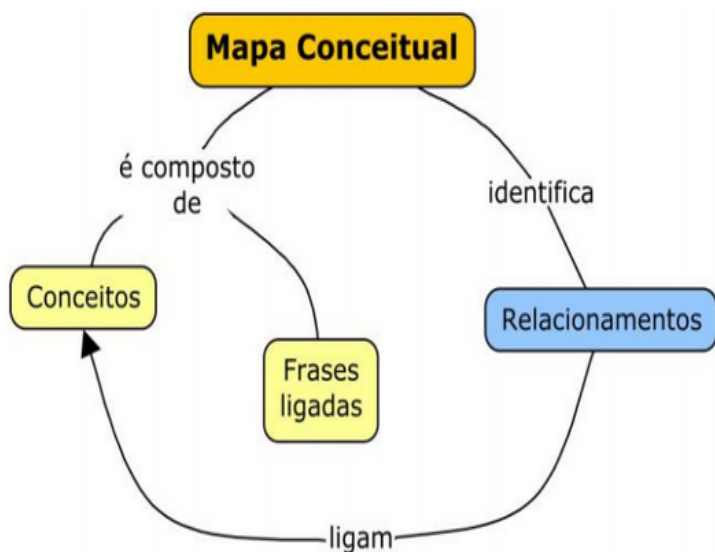 Mapa Conceitual
é composto
de
identifica
Conceitos
Relacionamentos
Frases
ligadas
ligam